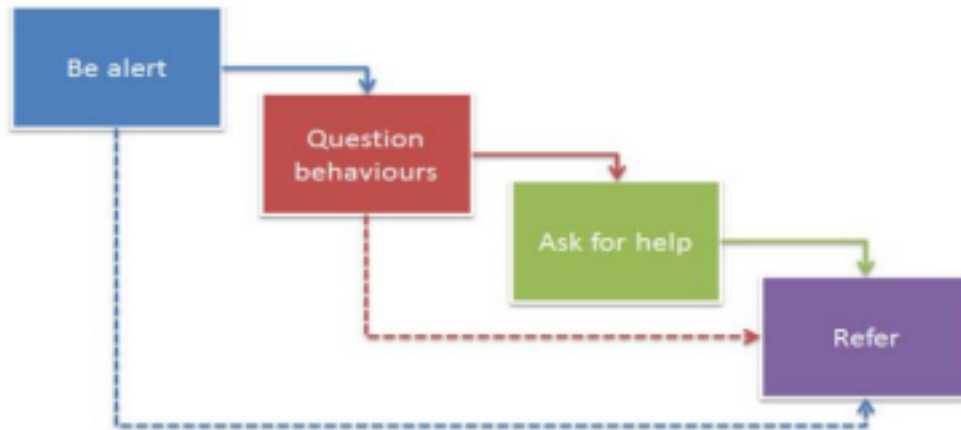 Be alert
Question
behaviours
Ask for help
Refer